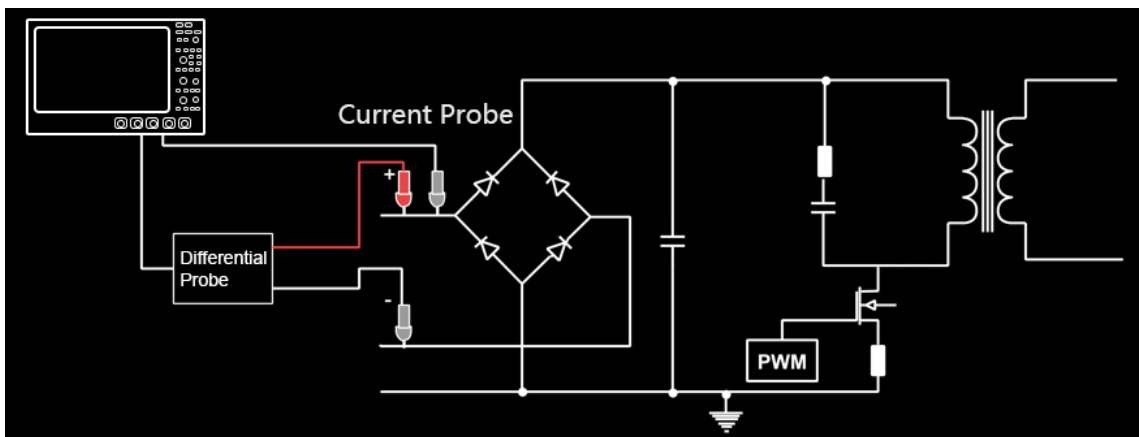 Current Probe
+
Differential
Probe
-
PWM